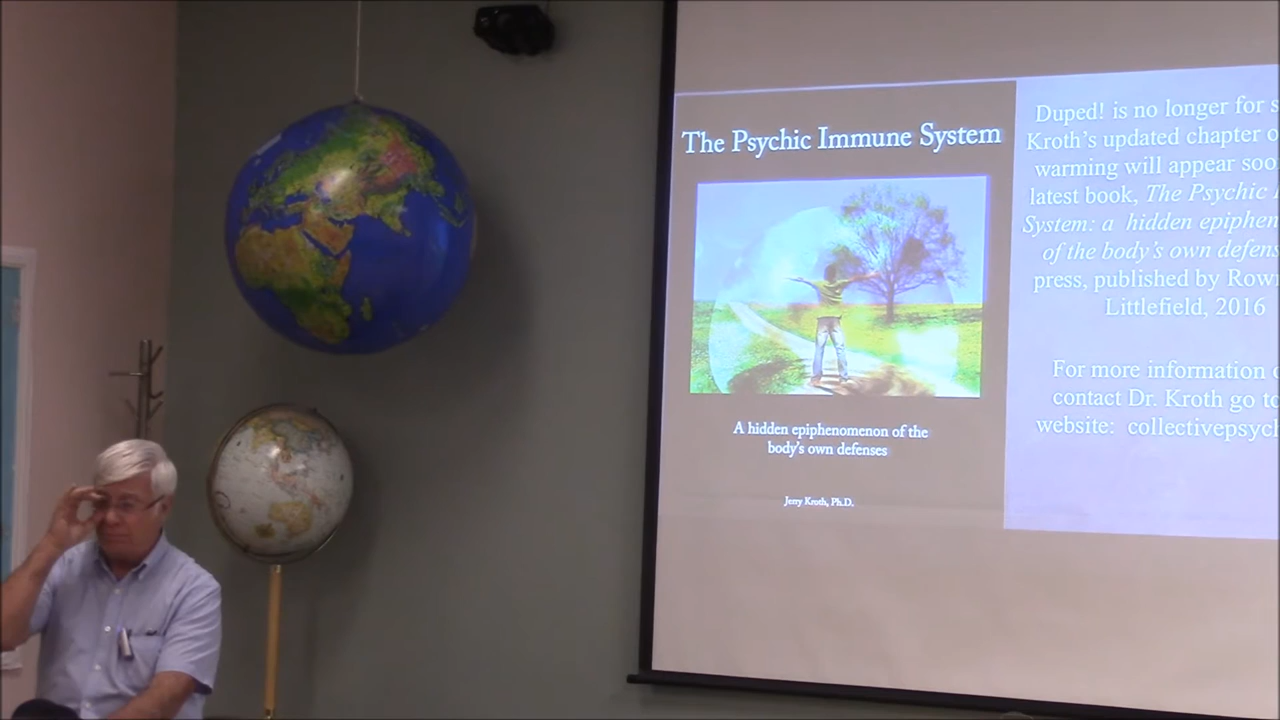 The Psychic Immune System
A hidden epiphenomenon of the
body's own defenses
Jerry Kroth, Ph.D.
Duped! is no longer for
Kroth's updated chapter
warming will appear
latest book, The Psychic
System: a hidden
of the body's own
press, published by
Littlefield, 2016
For more information
contact Dr. Kroth go
website: